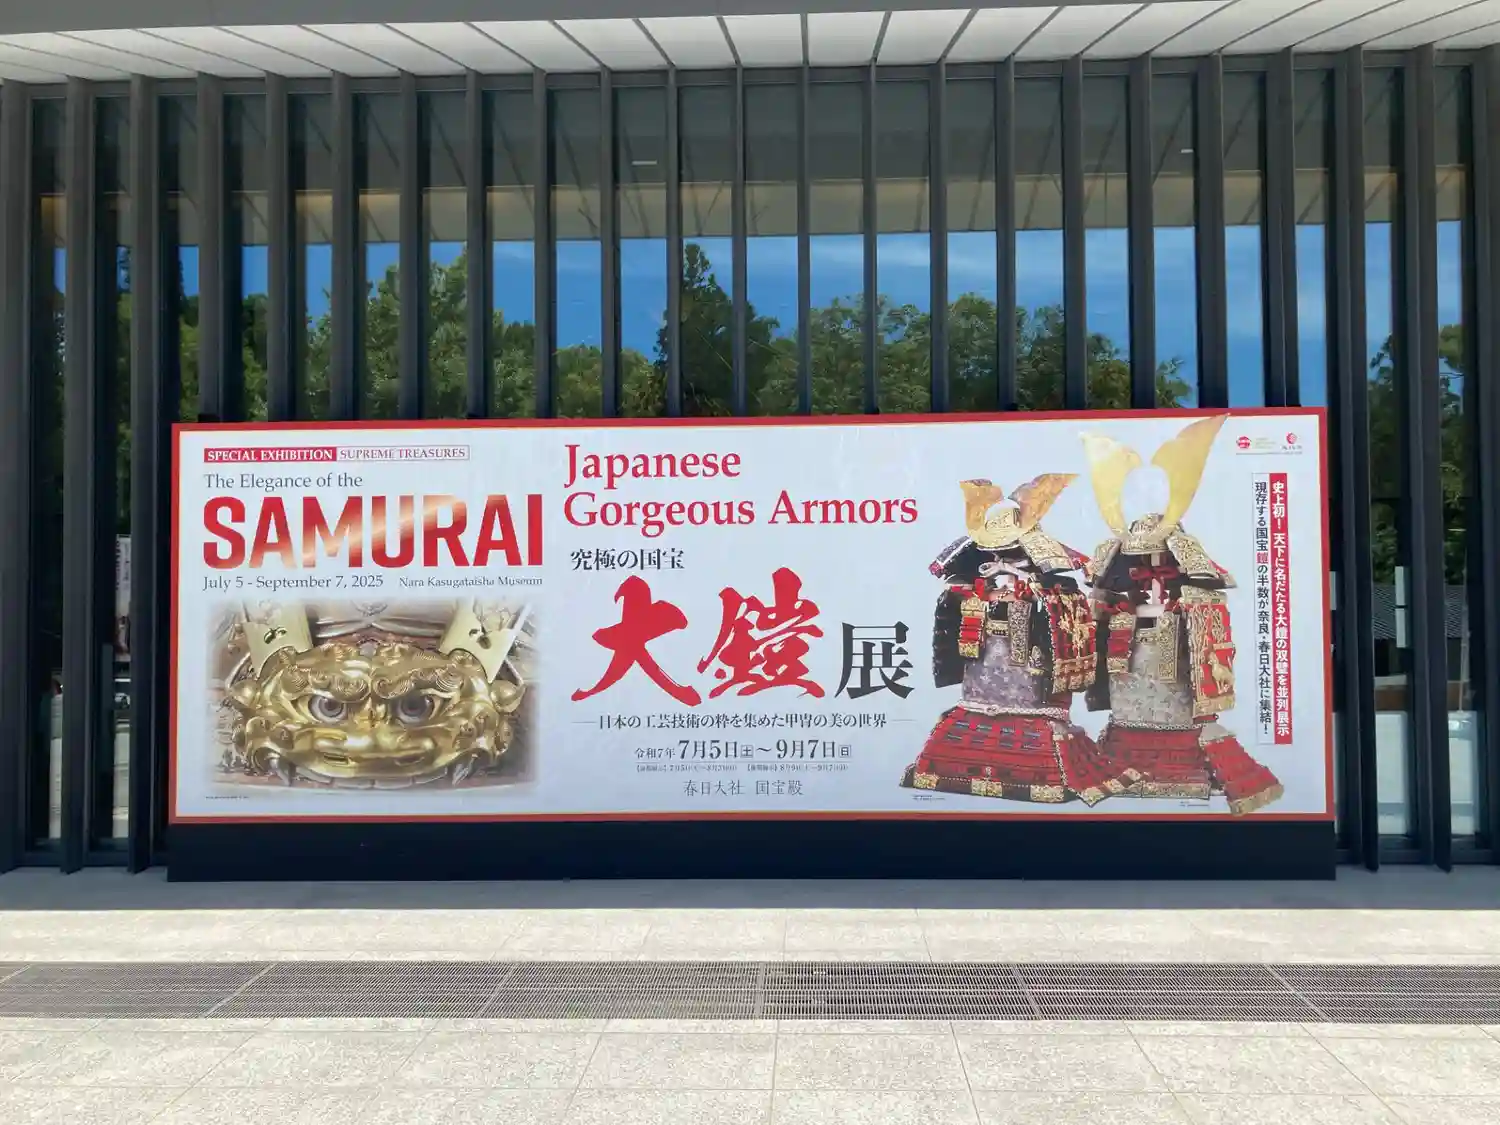 SPECIAL EXHIBITION SUPREME TREASURES
The Elegance of the
SAMURAI
July 5 - September 7, 2025 Nara Kasugataisha Museum
Japanese
Gorgeous Armors
究極の国宝
大鎧展
日本の工芸技術の粋を集めた甲冑の美の世界
令和7年 7月5日土~9月7日日
春日大社 国宝殿
史上初!天下に名だたる大鎧の双璧を並列展示
現存する国宝鎧の半数が奈良・春日大社に集結!